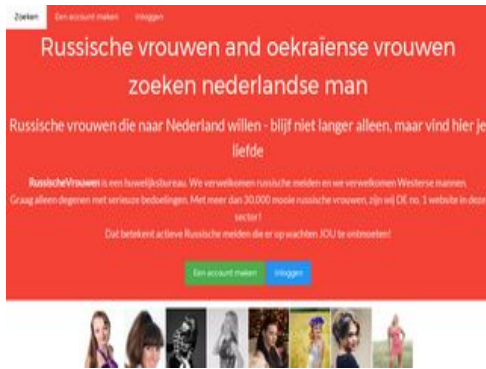 Zoeken Een account maken Inloggen
Russische vrouwen and oekraïense vrouwen
zoeken nederlandse man
Russische vrouwen die naar Nederland willen - blijf niet langer alleen, maar vind hier je
liefde
RusslscheVrouwen is een huwelijksbureau. We verwelkomen russische meiden en we verwelkomen Westerse mannen.
Graag alleen degenen met serieuze bedoelingen. Met meer dan 30.000 mooie russische vrouwen, zijn wij DE no. 1 website in deze
sector!
Dat betekent actieve Russische meiden die er op wachten JOU te ontmoeten!
Een account maken Inloggen